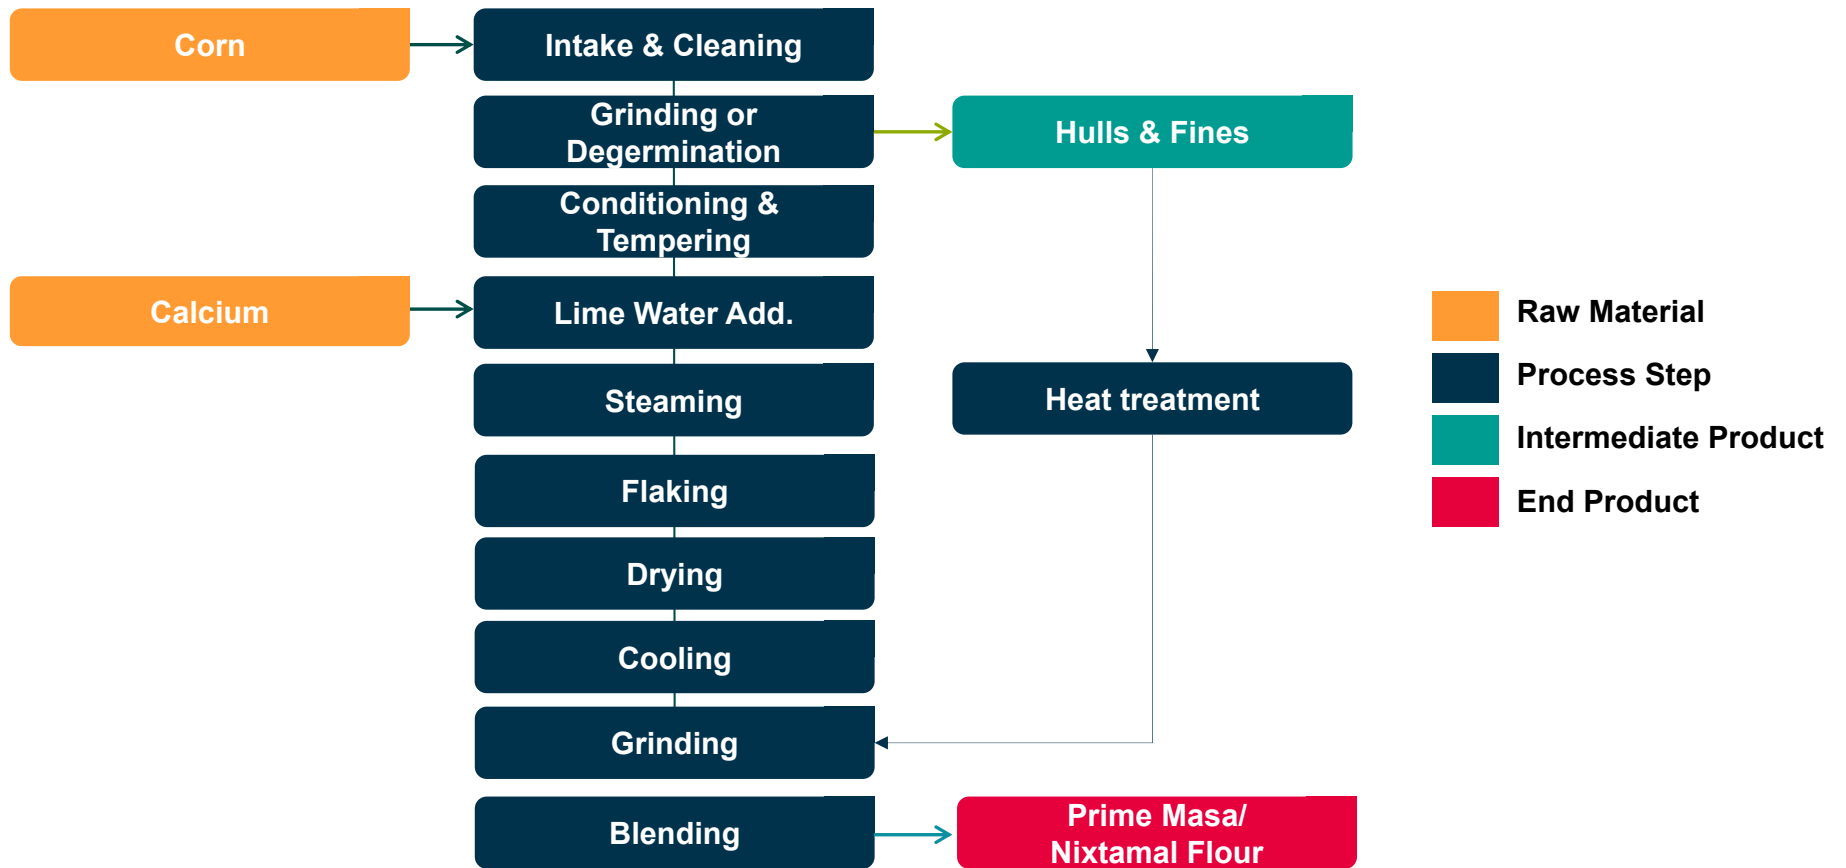 Corn
Intake & Cleaning
Grinding or
Degermination
Hulls & Fines
Conditioning &
Tempering
Calcium
Lime Water Add.
Steaming
Heat treatment
Flaking
Drying
Cooling
Grinding
Blending
Prime Masa/
Nixtamal Flour
Raw Material
Process Step
Intermediate Product
End Product